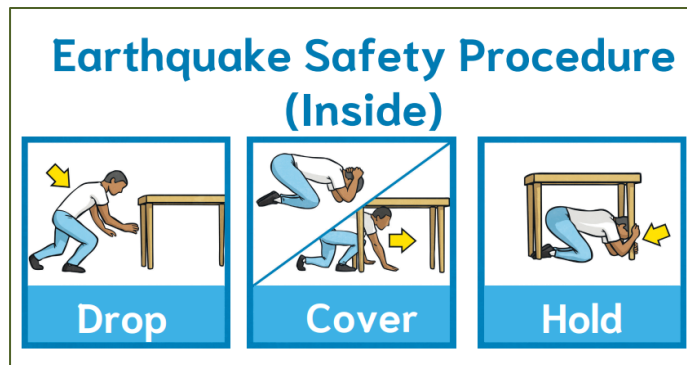 Earthquake Safety Procedure
(Inside)
Drop
Cover
Hold